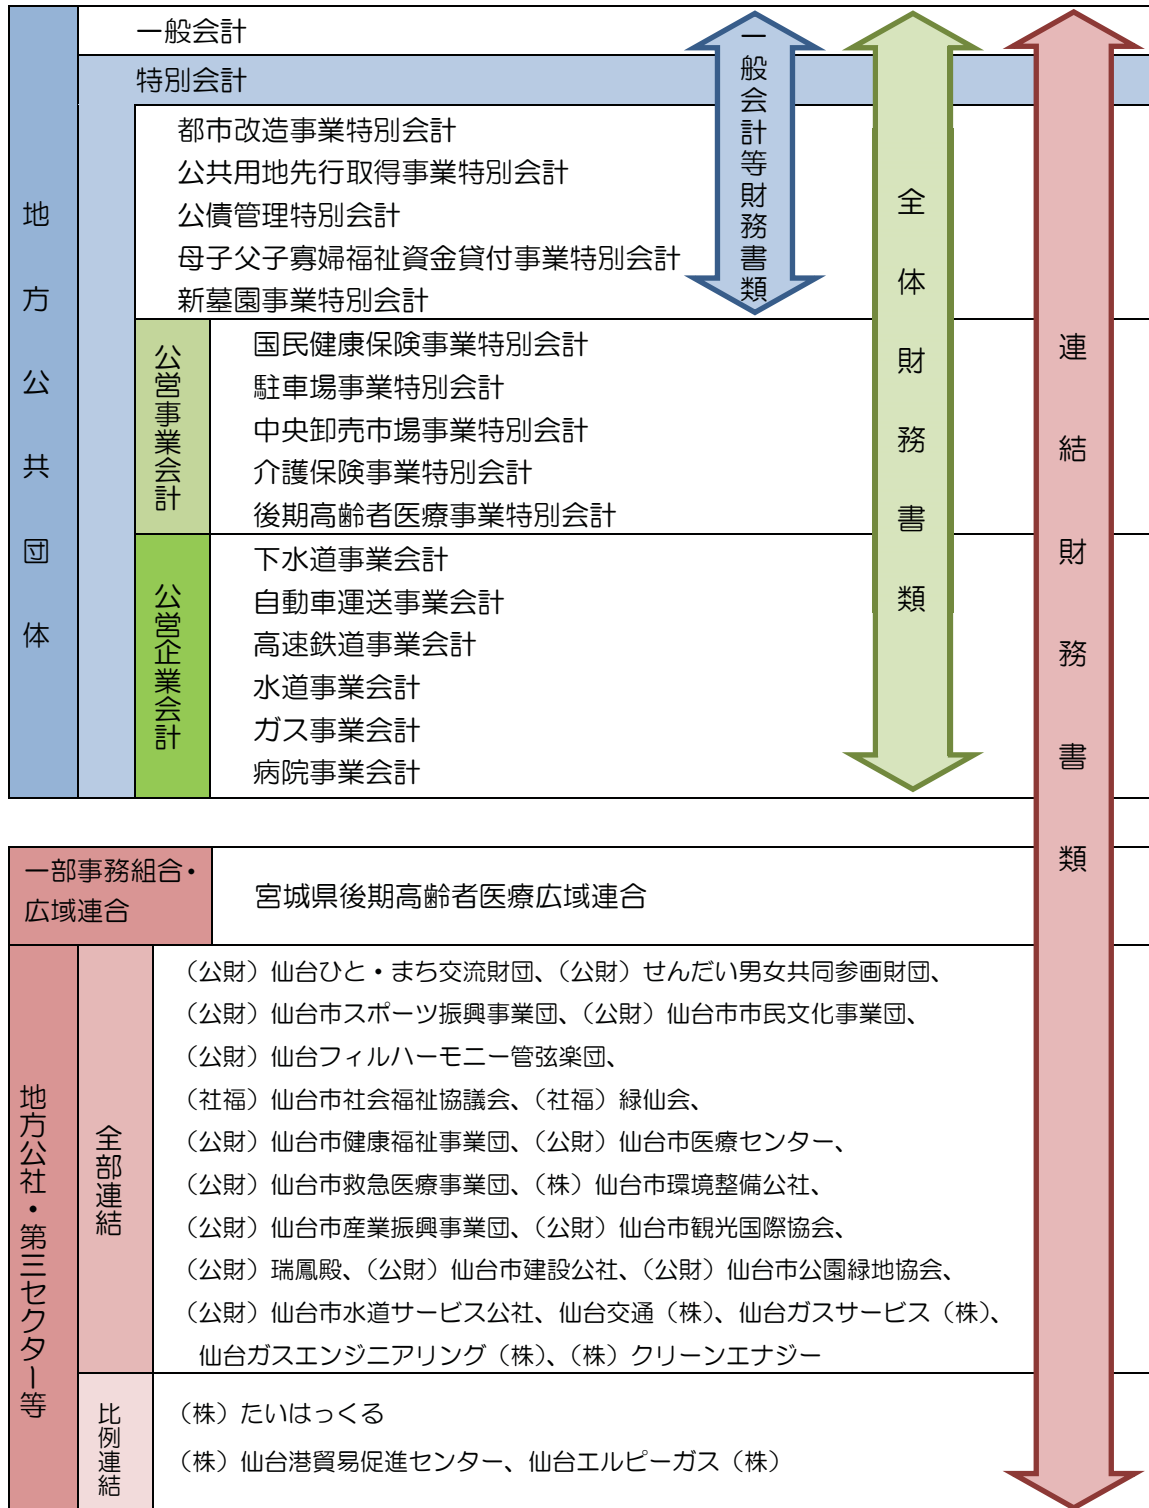 地方公共団体
一般会計
特別会計
都市改造事業特別会計
公共用地先行取得事業特別会計
公債管理特別会計
母子父子寡婦福祉資金貸付事業特別会計
新墓園事業特別会計
公営事業会計
国民健康保険事業特別会計
駐車場事業特別会計
中央卸売市場事業特別会計
介護保険事業特別会計
後期高齢者医療事業特別会計
公営企業会計
下水道事業会計
自動車運送事業会計
高速鉄道事業会計
水道事業会計
ガス事業会計
病院事業会計
一般会計等財務書類
全体財務書類
連結財務書類
一部事務組合・
広域連合
宮城県後期高齢者医療広域連合
地方公社・第三セクター等
全部連結
（公財）仙台ひと・まち交流財団、（公財）せんだい男女共同参画財団、
（公財）仙台市スポーツ振興事業団、（公財）仙台市市民文化事業団、
（公財）仙台フィルハーモニー管弦楽団、
（社福）仙台市社会福祉協議会、（社福）緑仙会、
（公財）仙台市健康福祉事業団、（公財）仙台市医療センター、
（公財）仙台市救急医療事業団、（株）仙台市環境整備公社、
（公財）仙台市産業振興事業団、（公財）仙台市観光国際協会、
（公財）瑞鳳殿、（公財）仙台市建設公社、（公財）仙台市公園緑地協会、
（公財）仙台市水道サービス公社、仙台交通（株）、仙台ガスサービス（株）、
仙台ガスエンジニアリング（株）、（株）クリーンエナジー
比例連結
（株）たいはっくる
（株）仙台港貿易促進センター、仙台エルピーガス（株）